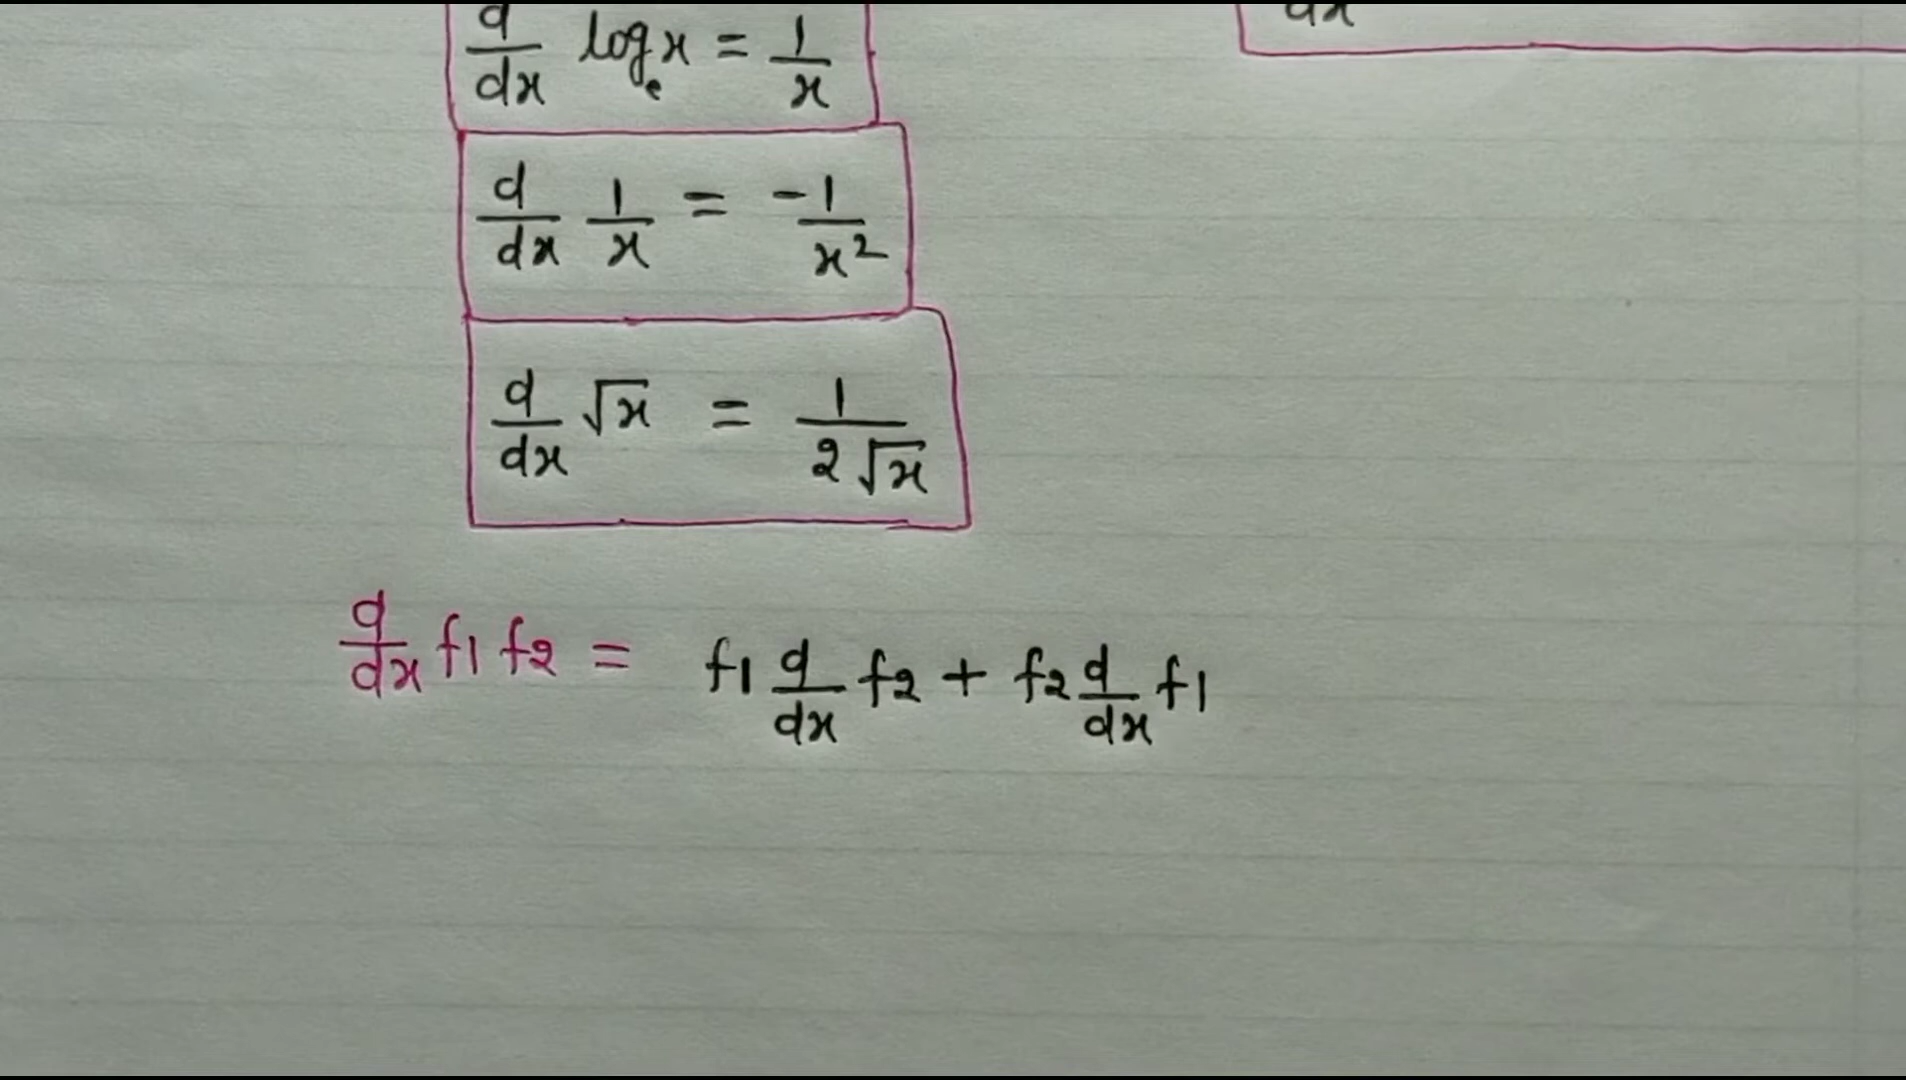 d/dx logₑx = 1/x
dx
d/dx 1/x = -1/x²
d/dx √x = 1/2√x
d/dx f1 f2 = f1 d/dx f2 + f2 d/dx f1